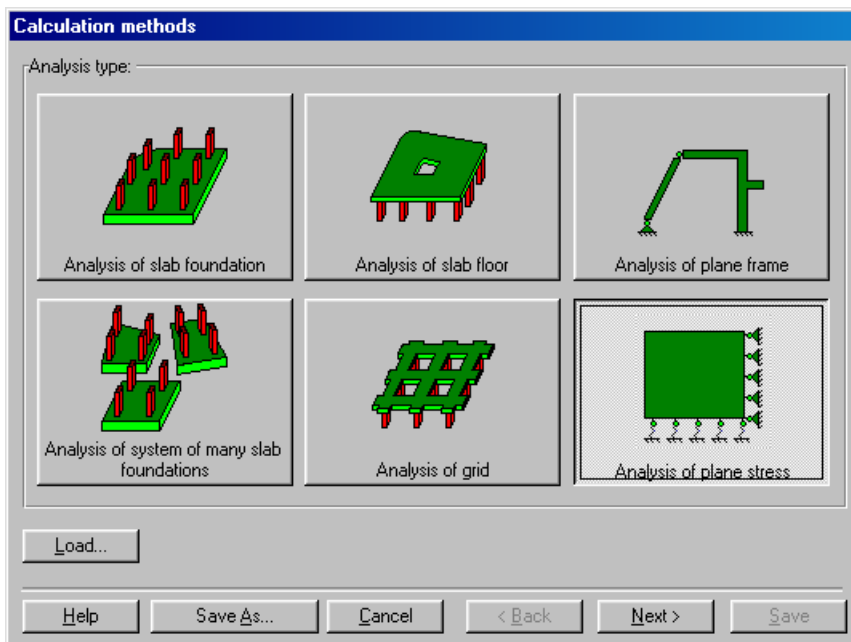 Calculation methods
Analysis type:
Analysis of slab foundation
Analysis of slab floor
Analysis of plane frame
Analysis of system of many slab
foundations
Analysis of grid
Analysis of plane stress
Load...
Help
Save As...
Cancel
< Back
Next >
Save